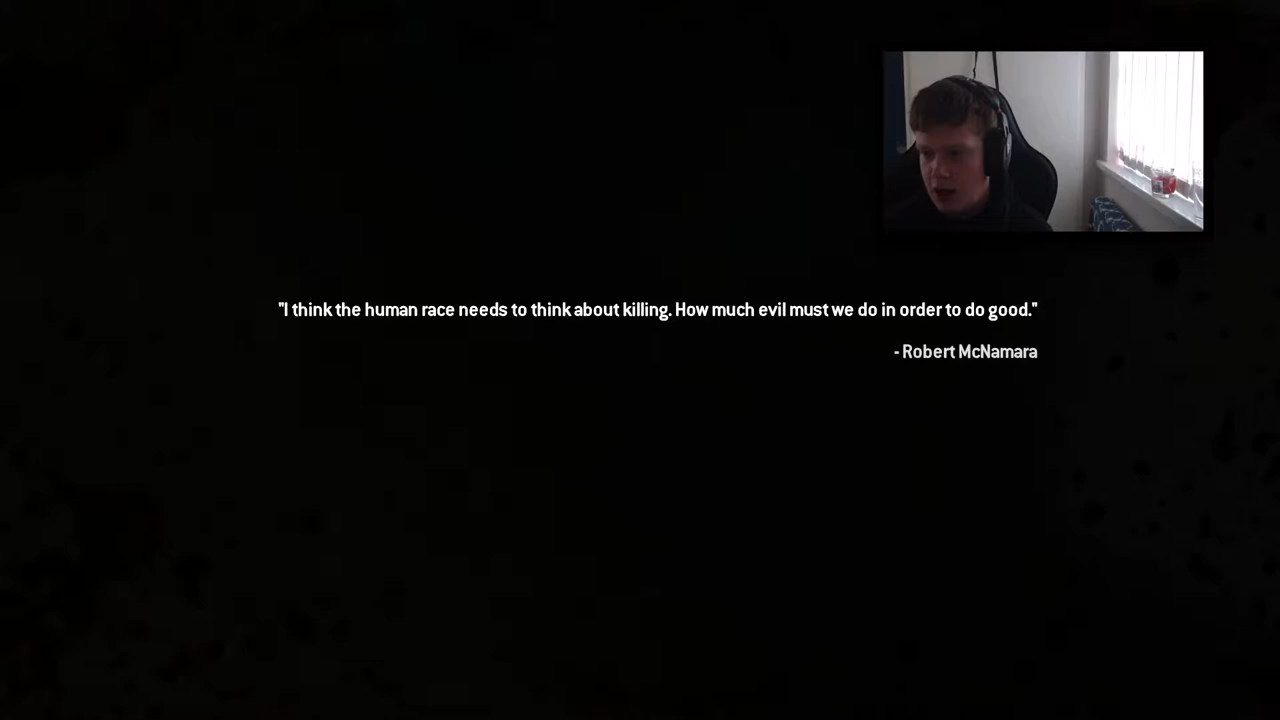 "I think the human race needs to think about killing. How much evil must we do in order to do good."
- Robert McNamara